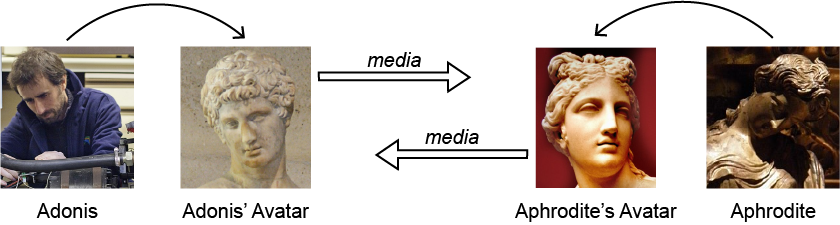 media
media
Adonis
Adonis’ Avatar
Aphrodite’s Avatar
Aphrodite